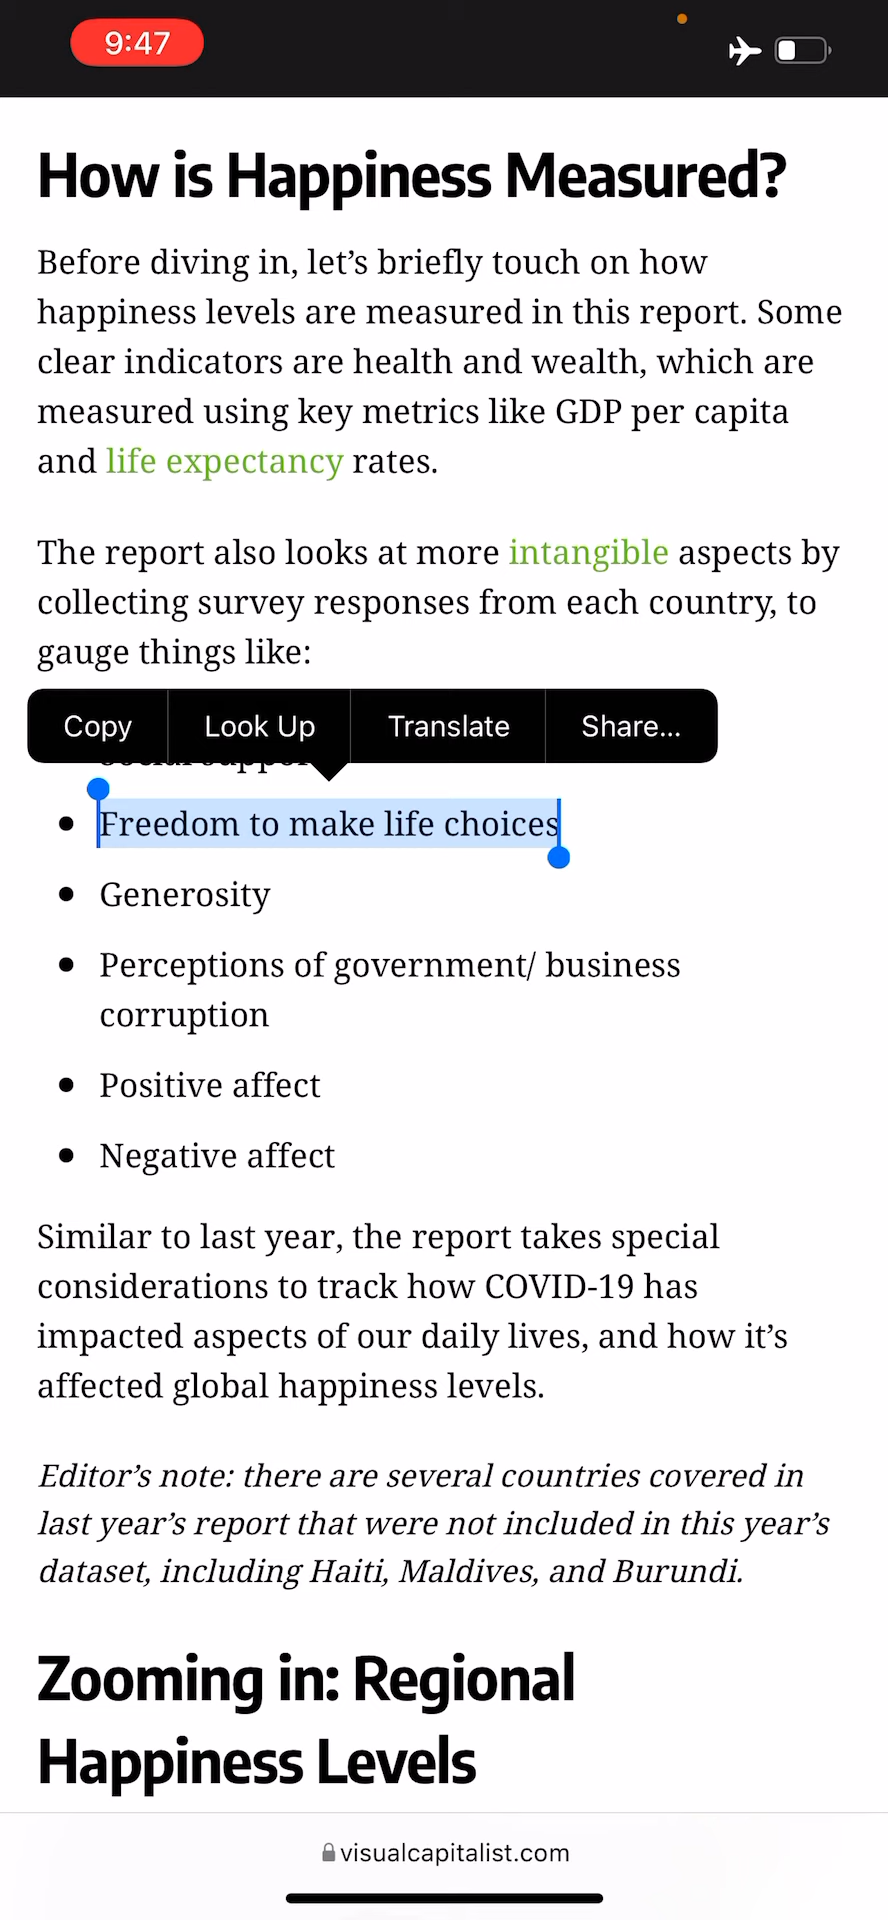 9:47
How is Happiness Measured?
Before diving in, let’s briefly touch on how
happiness levels are measured in this report. Some
clear indicators are health and wealth, which are
measured using key metrics like GDP per capita
and life expectancy rates.
The report also looks at more intangible aspects by
collecting survey responses from each country, to
gauge things like:
Copy
Look Up
Translate
Share...
Social support
• Freedom to make life choices
• Generosity
• Perceptions of government/ business
corruption
• Positive affect
• Negative affect
Similar to last year, the report takes special
considerations to track how COVID-19 has
impacted aspects of our daily lives, and how it’s
affected global happiness levels.
Editor’s note: there are several countries covered in
last year’s report that were not included in this year’s
dataset, including Haiti, Maldives, and Burundi.
Zooming in: Regional
Happiness Levels
visualcapitalist.com